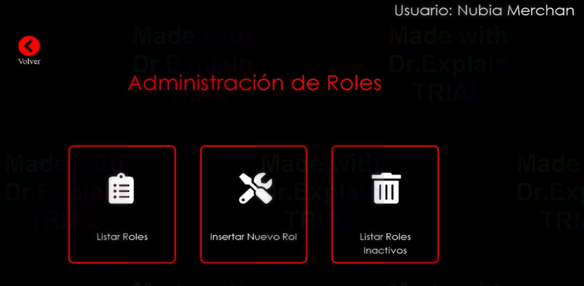 Usuario: Nubia Merchan
Made with
Dr.Explain
TRIAL
Made with
Dr.Explain
TRIAL
Volver
Administración de Roles
Made with
Dr.Explain
TRIAL
Made with
Dr.Explain
TRIAL
Made
Dr.Ex
TRI
Listar Roles
Insertar Nuevo Rol
Listar Roles
Inactivos